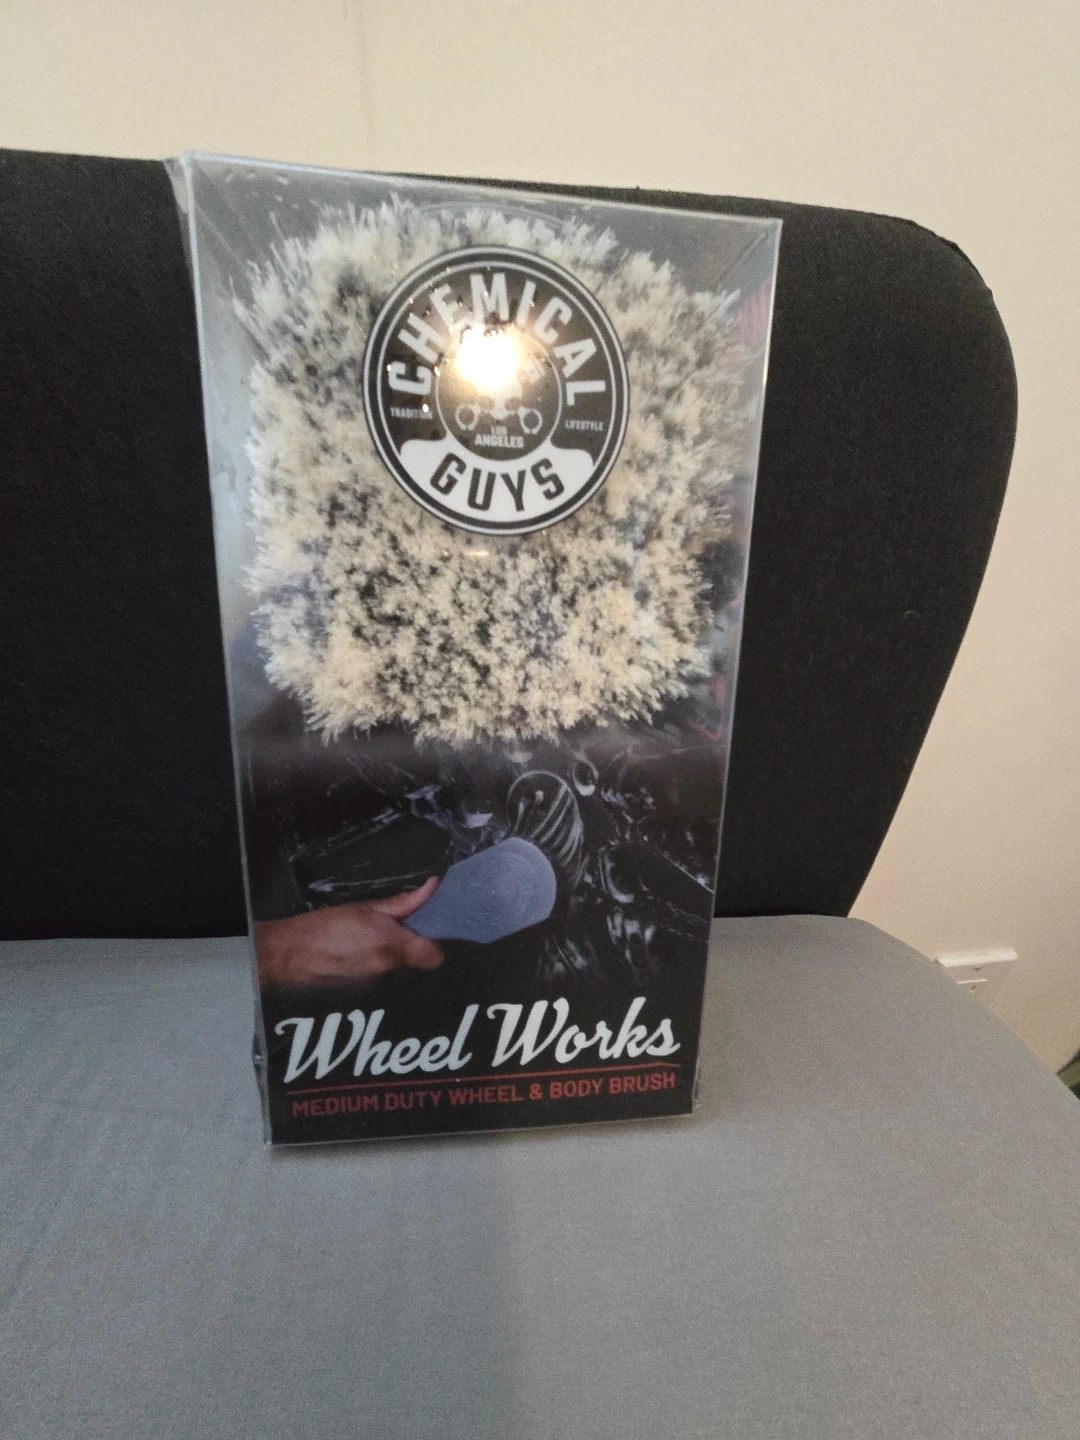 CHEMICAL
TRADITION
LIFESTYLE
LOS
ANGELES
GUYS
Wheel Works
MEDIUM DUTY WHEEL & BODY BRUSH